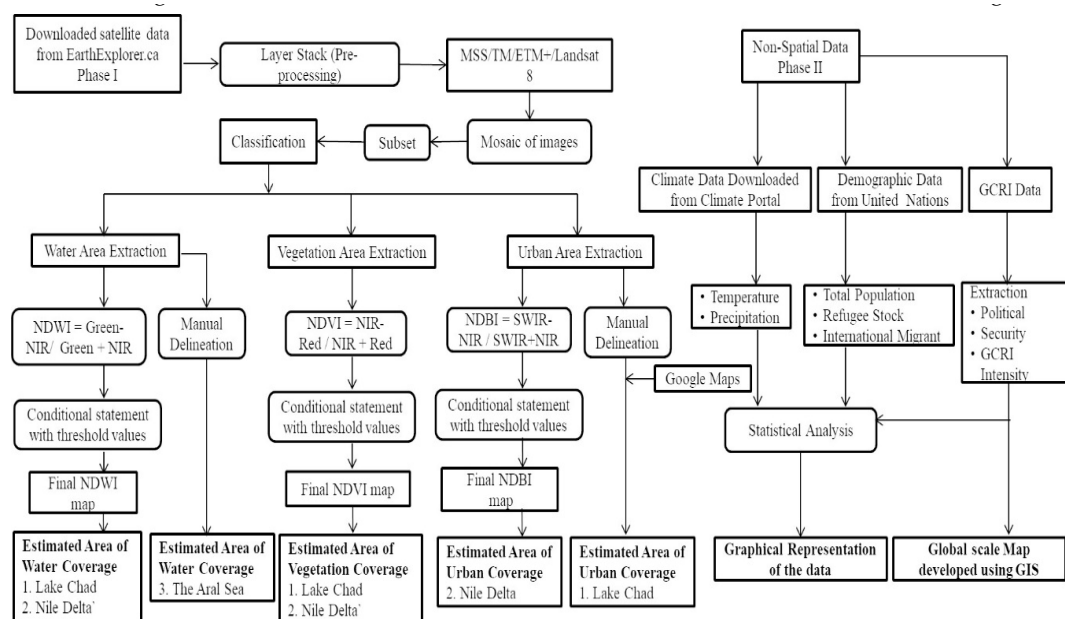 Downloaded satellite data
from EarthExplorer.ca
Phase I
Layer Stack (Pre-
processing)
MSS/TM/ETM+/Landsat
8
Non-Spatial Data
Phase II
Classification
Subset
Mosaic of images
Climate Data Downloaded
from Climate Portal
Demographic Data
from United Nations
GCRI Data
Water Area Extraction
Vegetation Area Extraction
Urban Area Extraction
NDWI = Green-
NIR/ Green + NIR
Manual
Delineation
NDVI = NIR-
Red / NIR + Red
NDBI = SWIR-
NIR / SWIR+NIR
Manual
Delineation
• Temperature
• Precipitation
• Total Population
• Refugee Stock
• International Migrant
Extraction
• Political
• Security
• GCRI
Intensity
Google Maps
Conditional statement
with threshold values
Conditional statement
with threshold values
Conditional statement
with threshold values
Statistical Analysis
Final NDWI
map
Final NDVI map
Final NDBI
map
Estimated Area of
Water Coverage
1. Lake Chad
2. Nile Delta`
Estimated Area of
Water Coverage
3. The Aral Sea
Estimated Area of
Vegetation Coverage
1. Lake Chad
2. Nile Delta`
Estimated Area of
Urban Coverage
2. Nile Delta
Estimated Area of
Urban Coverage
1. Lake Chad
Graphical Representation
of the data
Global scale Map
developed using GIS